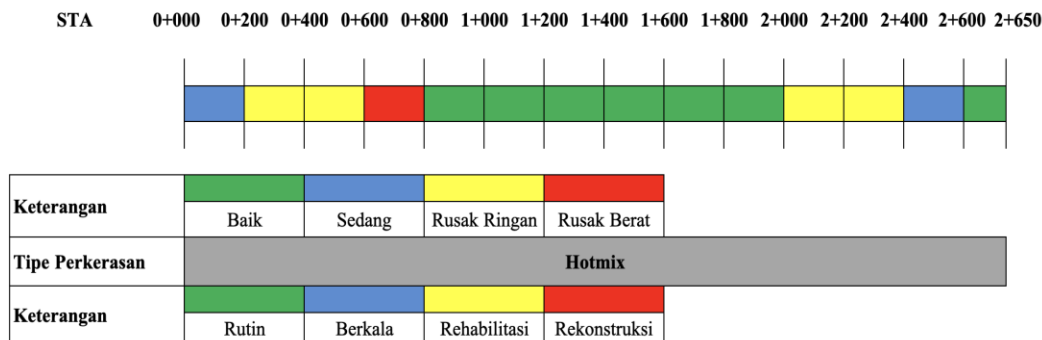 STA 0+000 0+200 0+400 0+600 0+800 1+000 1+200 1+400 1+600 2+000 2+200 2+400 2+600 2+650
Keterangan
Baik Sedang Rusak Ringan Rusak Berat
Tipe Perkerasan Hotmix
Keterangan
Rutin Berkala Rehabilitasi Rekonstruksi